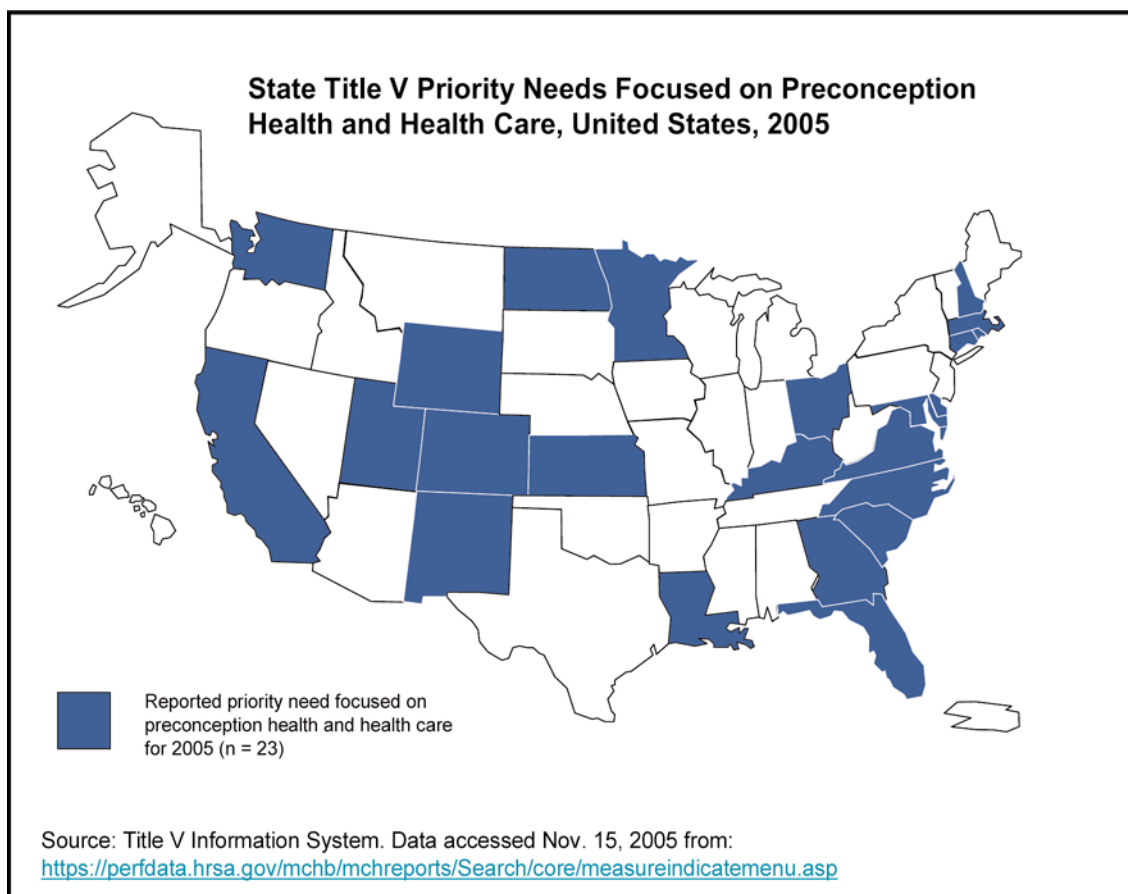 State Title V Priority Needs Focused on Preconception
Health and Health Care, United States, 2005
Reported priority need focused on
preconception health and health care
for 2005 (n = 23)
Source: Title V Information System. Data accessed Nov. 15, 2005 from:
https://perfdata.hrsa.gov/mchb/mchreports/Search/core/measureindicatemenu.asp